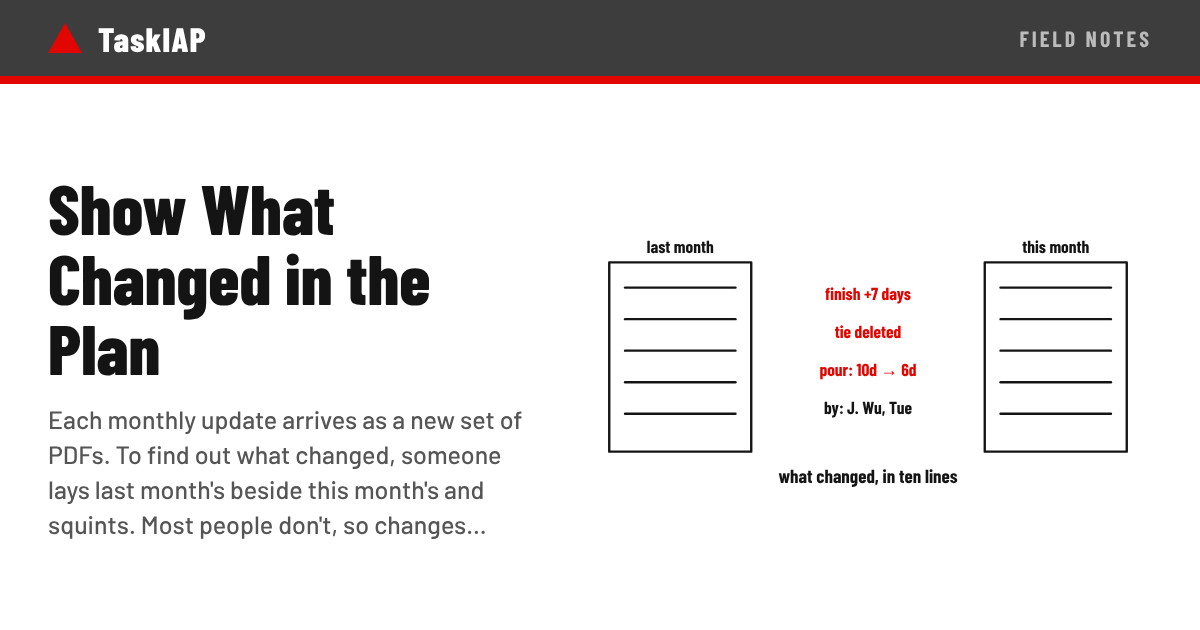 TaskIAP
FIELD NOTES
Show What
Changed in the
Plan
Each monthly update arrives as a new set of
PDFs. To find out what changed, someone
lays last month's beside this month's and
squints. Most people don't, so changes...
last month
this month
finish +7 days
tie deleted
pour: 10d → 6d
by: J. Wu, Tue
what changed, in ten lines